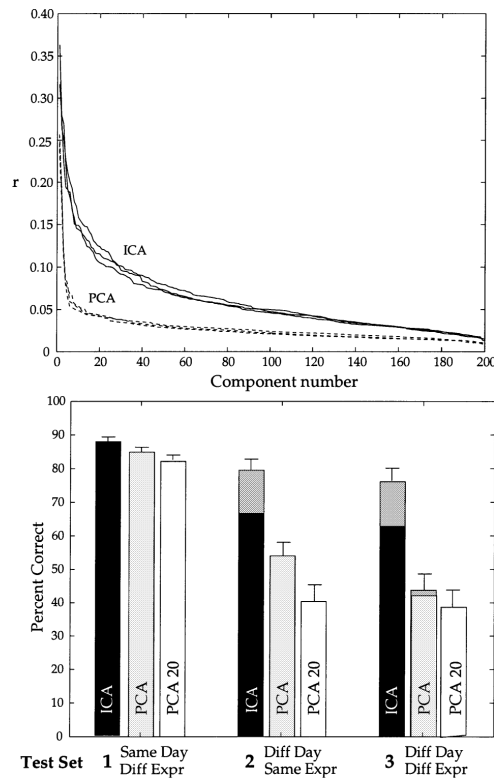 0.40
0.35
0.30
0.25
r
0.20
0.15
ICA
0.10
PCA
0.05
0
0 20 40 60 80 100 120 140 160 180 200
Component number
100
90
80
70
60
50
40
30
20
10
0
Percent Correct
ICA PCA PCA 20 ICA PCA PCA 20 ICA PCA PCA 20
Test Set 1 Same Day Diff Expr 2 Diff Day Same Expr 3 Diff Day Diff Expr